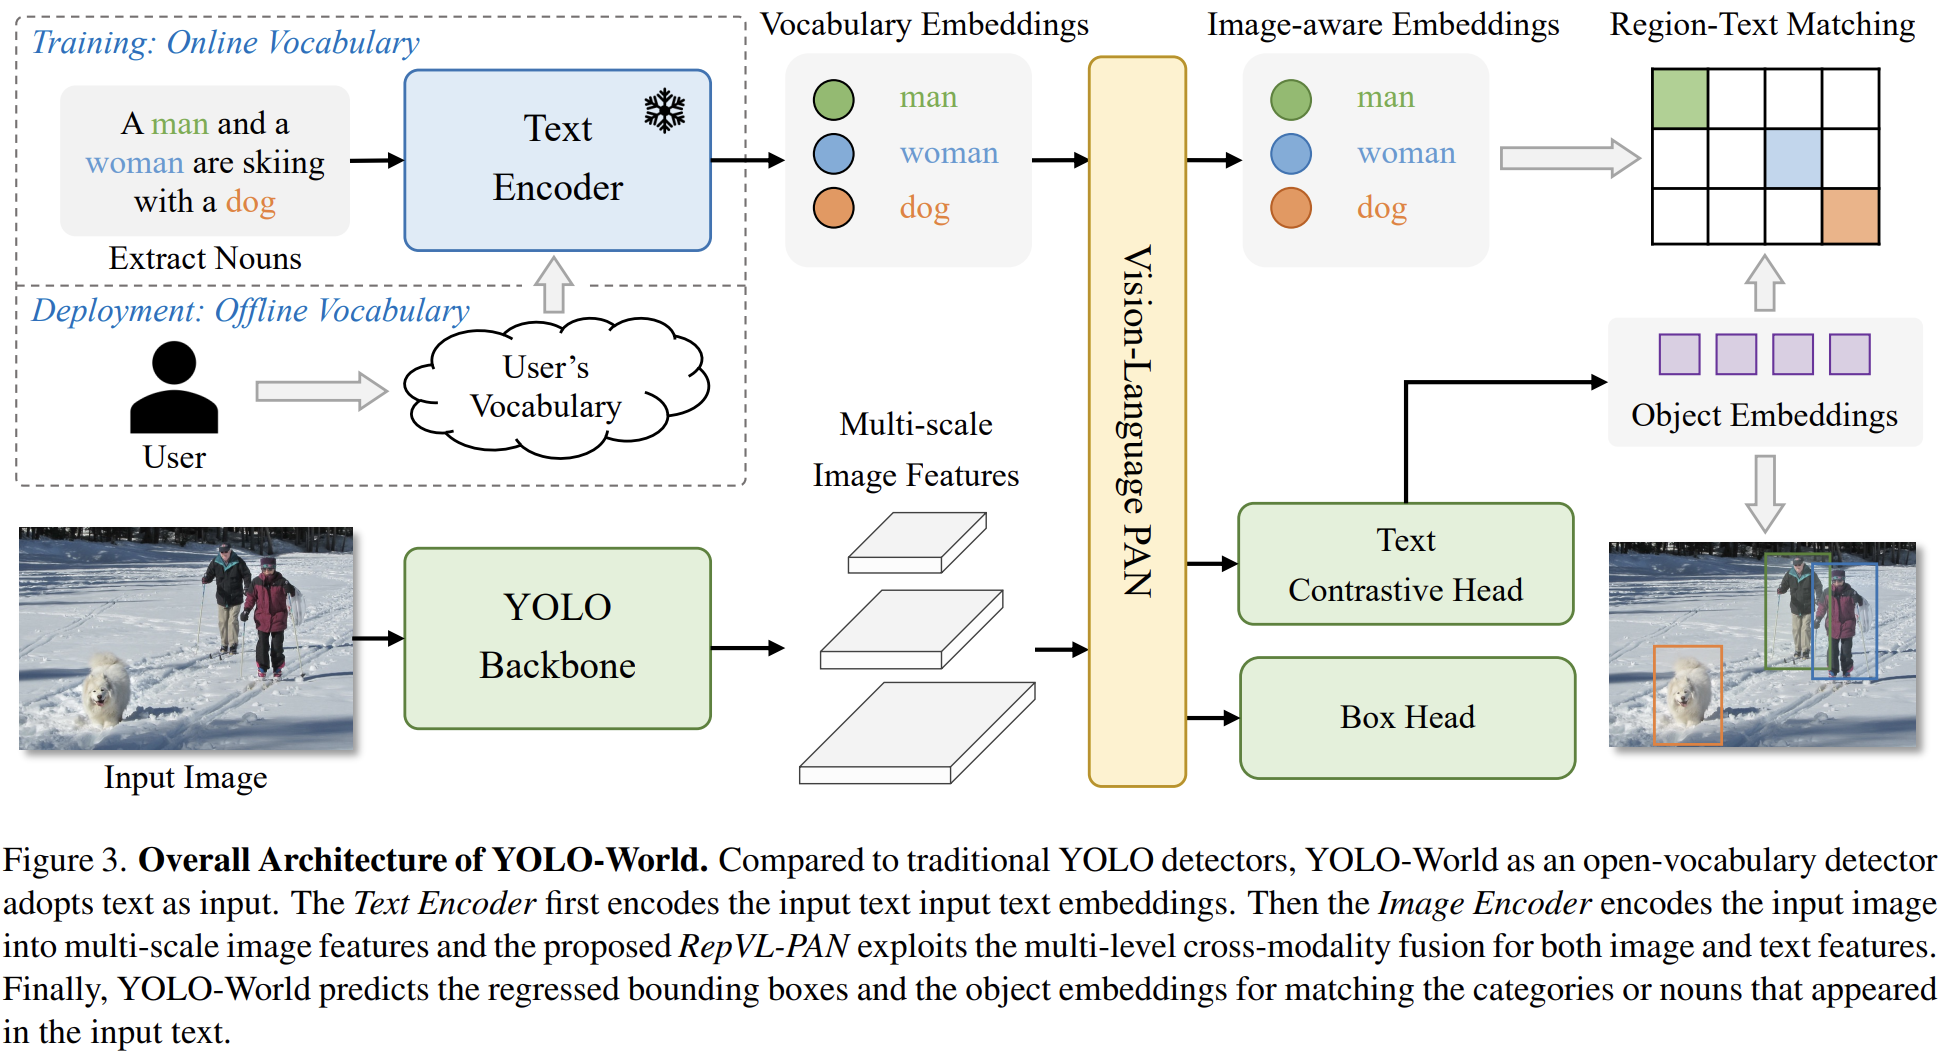 Training: Online Vocabulary
A man and a
woman are skiing
with a dog
Extract Nouns
Text
Encoder
Deployment: Offline Vocabulary
User
User's
Vocabulary
Vocabulary Embeddings
man
woman
dog
Vision-Language PAN
Image-aware Embeddings
man
woman
dog
Region-Text Matching
Object Embeddings
Input Image
YOLO
Backbone
Multi-scale
Image Features
Text
Contrastive Head
Box Head
Figure 3. Overall Architecture of YOLO-World. Compared to traditional YOLO detectors, YOLO-World as an open-vocabulary detector
adopts text as input. The Text Encoder first encodes the input text input text embeddings. Then the Image Encoder encodes the input image
into multi-scale image features and the proposed RepVL-PAN exploits the multi-level cross-modality fusion for both image and text features.
Finally, YOLO-World predicts the regressed bounding boxes and the object embeddings for matching the categories or nouns that appeared
in the input text.